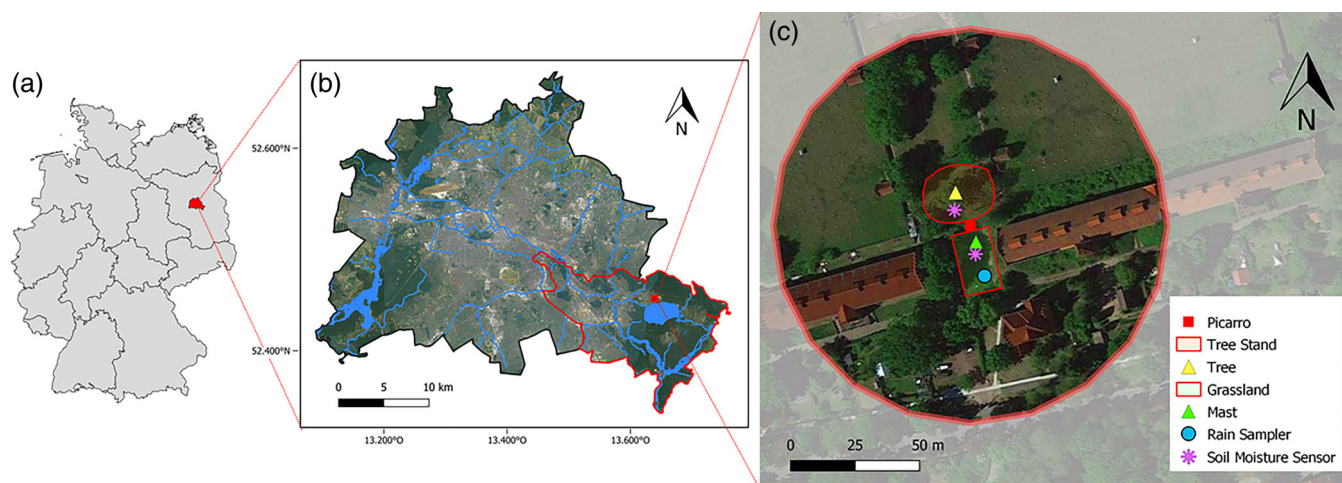 (a)
(b)
N
52.600°N
52.400°N
0 5 10 km
13.200°O 13.400°O 13.600°O
(c)
N
0 25 50 m
Picarro
Tree Stand
Tree
Grassland
Mast
Rain Sampler
Soil Moisture Sensor